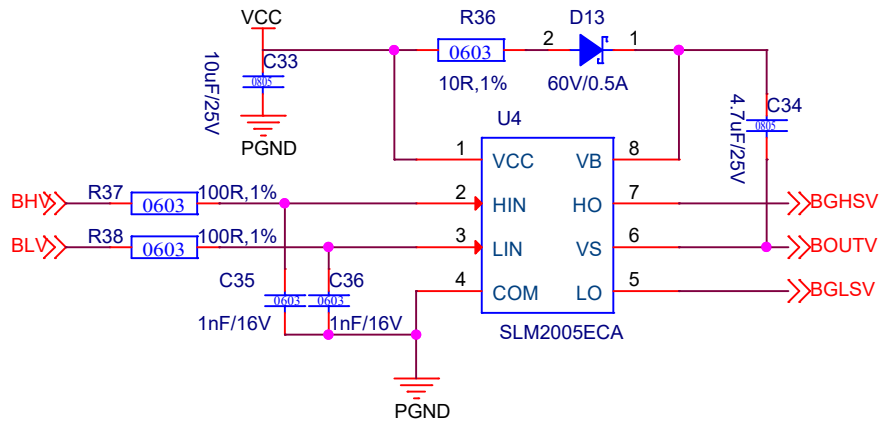 VCC
R36
D13
0603
2
1
10uF/25V
C33
0805
10R,1%
60V/0.5A
PGND
U4
4.7uF/25V
C34
0805
1
VCC
VB
8
BHV
R37
0603
100R,1%
2
HIN
HO
7
BGHSV
BLV
R38
0603
100R,1%
3
LIN
VS
6
BOUTV
C35
C36
4
COM
LO
5
BGLSV
0603
0603
1nF/16V
1nF/16V
SLM2005ECA
PGND